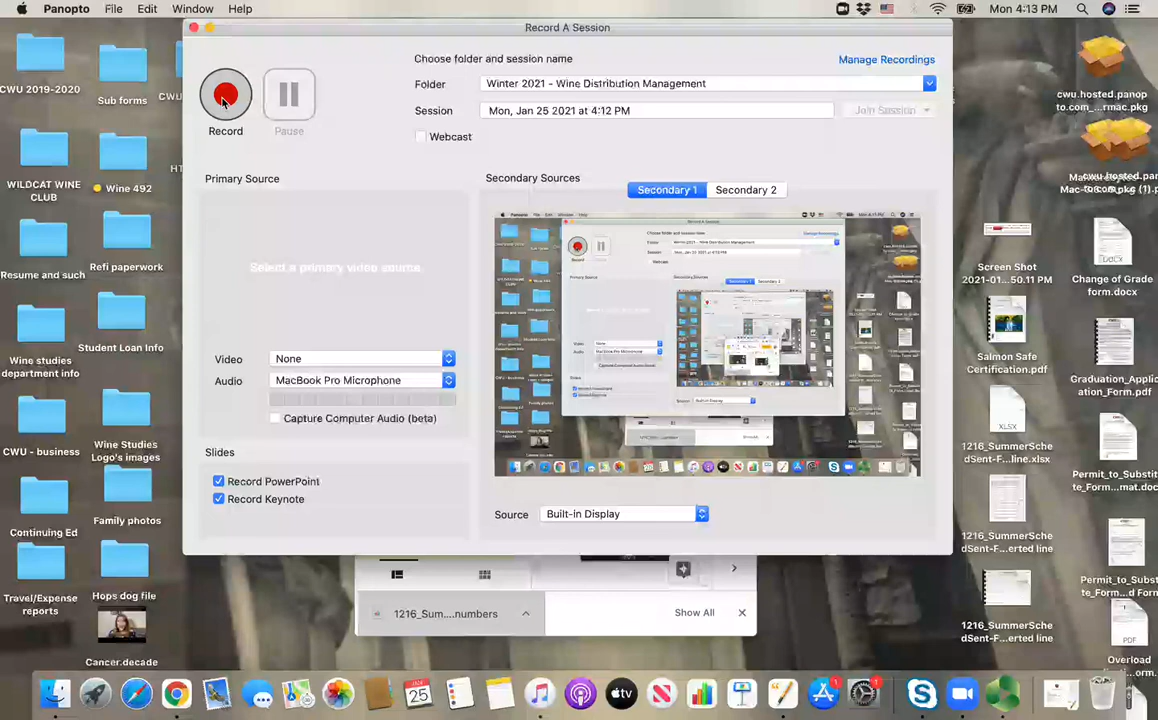 Panopto File Edit Window Help
Mon 4:13 PM
Record A Session
Choose folder and session name
Manage Recordings
Folder
Winter 2021 - Wine Distribution Management
Session
Mon, Jan 25 2021 at 4:12 PM
Join Session
Record
Pause
Webcast
Primary Source
Secondary Sources
Secondary 1
Secondary 2
Select a primary video source
Video
None
Audio
MacBook Pro Microphone
Capture Computer Audio (beta)
Slides
Record PowerPoint
Record Keynote
Source
Built-in Display
1216_Sum....numbers
Show All
CWU 2019-2020
Sub forms
WILDCAT WINE
CLUB
Wine 492
Resume and such
Refi paperwork
Wine studies
department info
Student Loan Info
CWU - business
Wine Studies
Logo's images
Continuing Ed
Family photos
Travel/Expense
reports
Hops dog file
Cancer.decade
cwu.hosted.panop
to.com_...rmac.pkg
Screen Shot
2021-01...50.11 PM
Change of Grade
form.docx
Salmon Safe
Certification.pdf
Graduation_Applic
ation_Form.pdf
1216_SummerSche
dSent-F...line.xlsx
Permit_to_Substitu
te_Form...mat.docx
1216_SummerSche
dSent-F...erted line
Permit_to_Subst
1216_SummerSche
dSent-F...erted line
Overload
25
DOCX
XLSX
PDF
tv